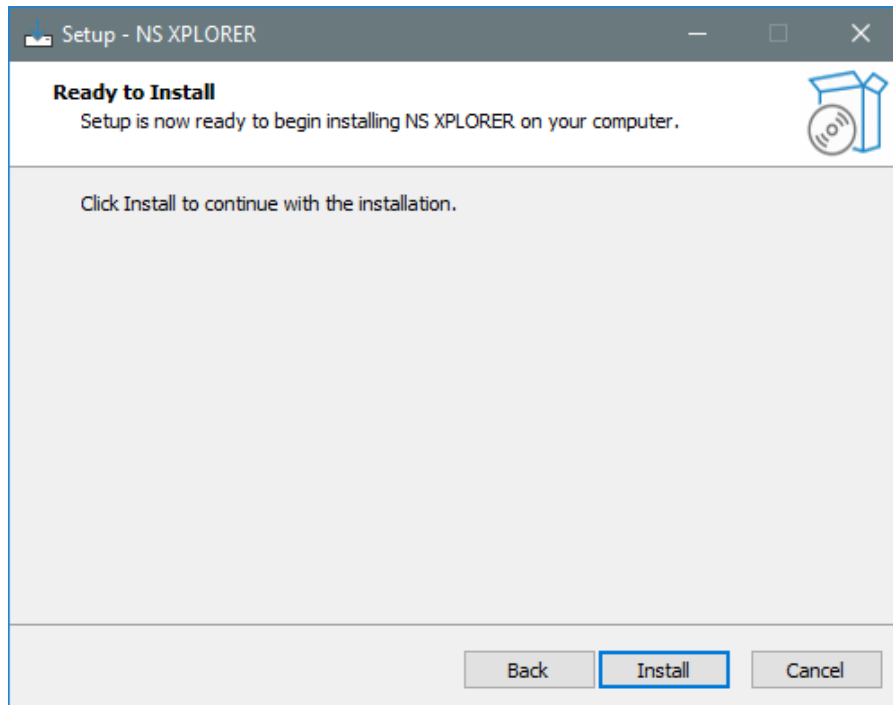 Setup - NS XPLORER
Ready to Install
Setup is now ready to begin installing NS XPLORER on your computer.
Click Install to continue with the installation.
Back
Install
Cancel